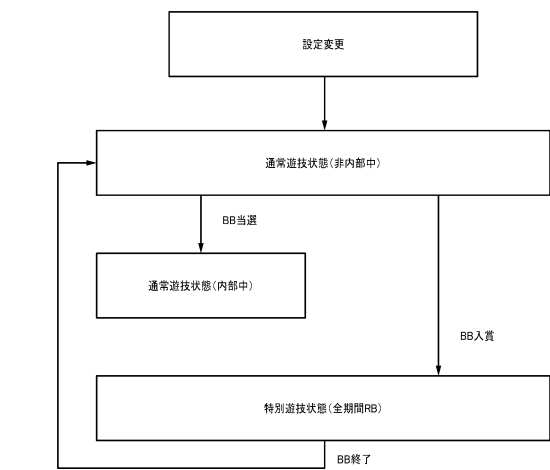 設定変更
通常遊技状態(非内部中)
BB当選
通常遊技状態(内部中)
BB入賞
特別遊技状態(全期間RB)
BB終了